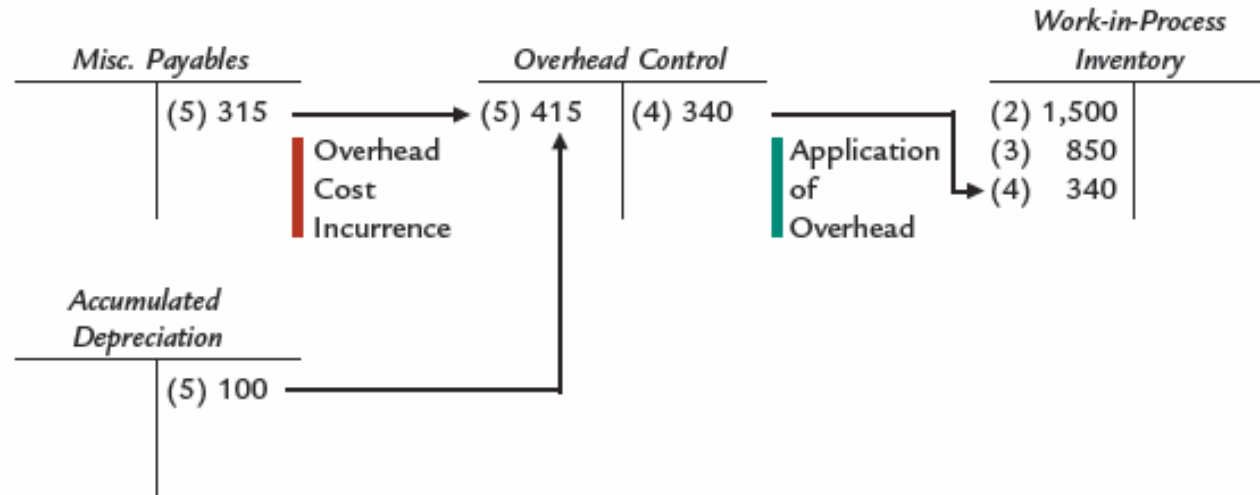 Work-in-Process
Misc. Payables Overhead Control Inventory
(5) 315 (5) 415 (4) 340 (2) 1,500
Overhead Application (3) 850
Cost of (4) 340
Incurrence Overhead
Accumulated
Depreciation
(5) 100